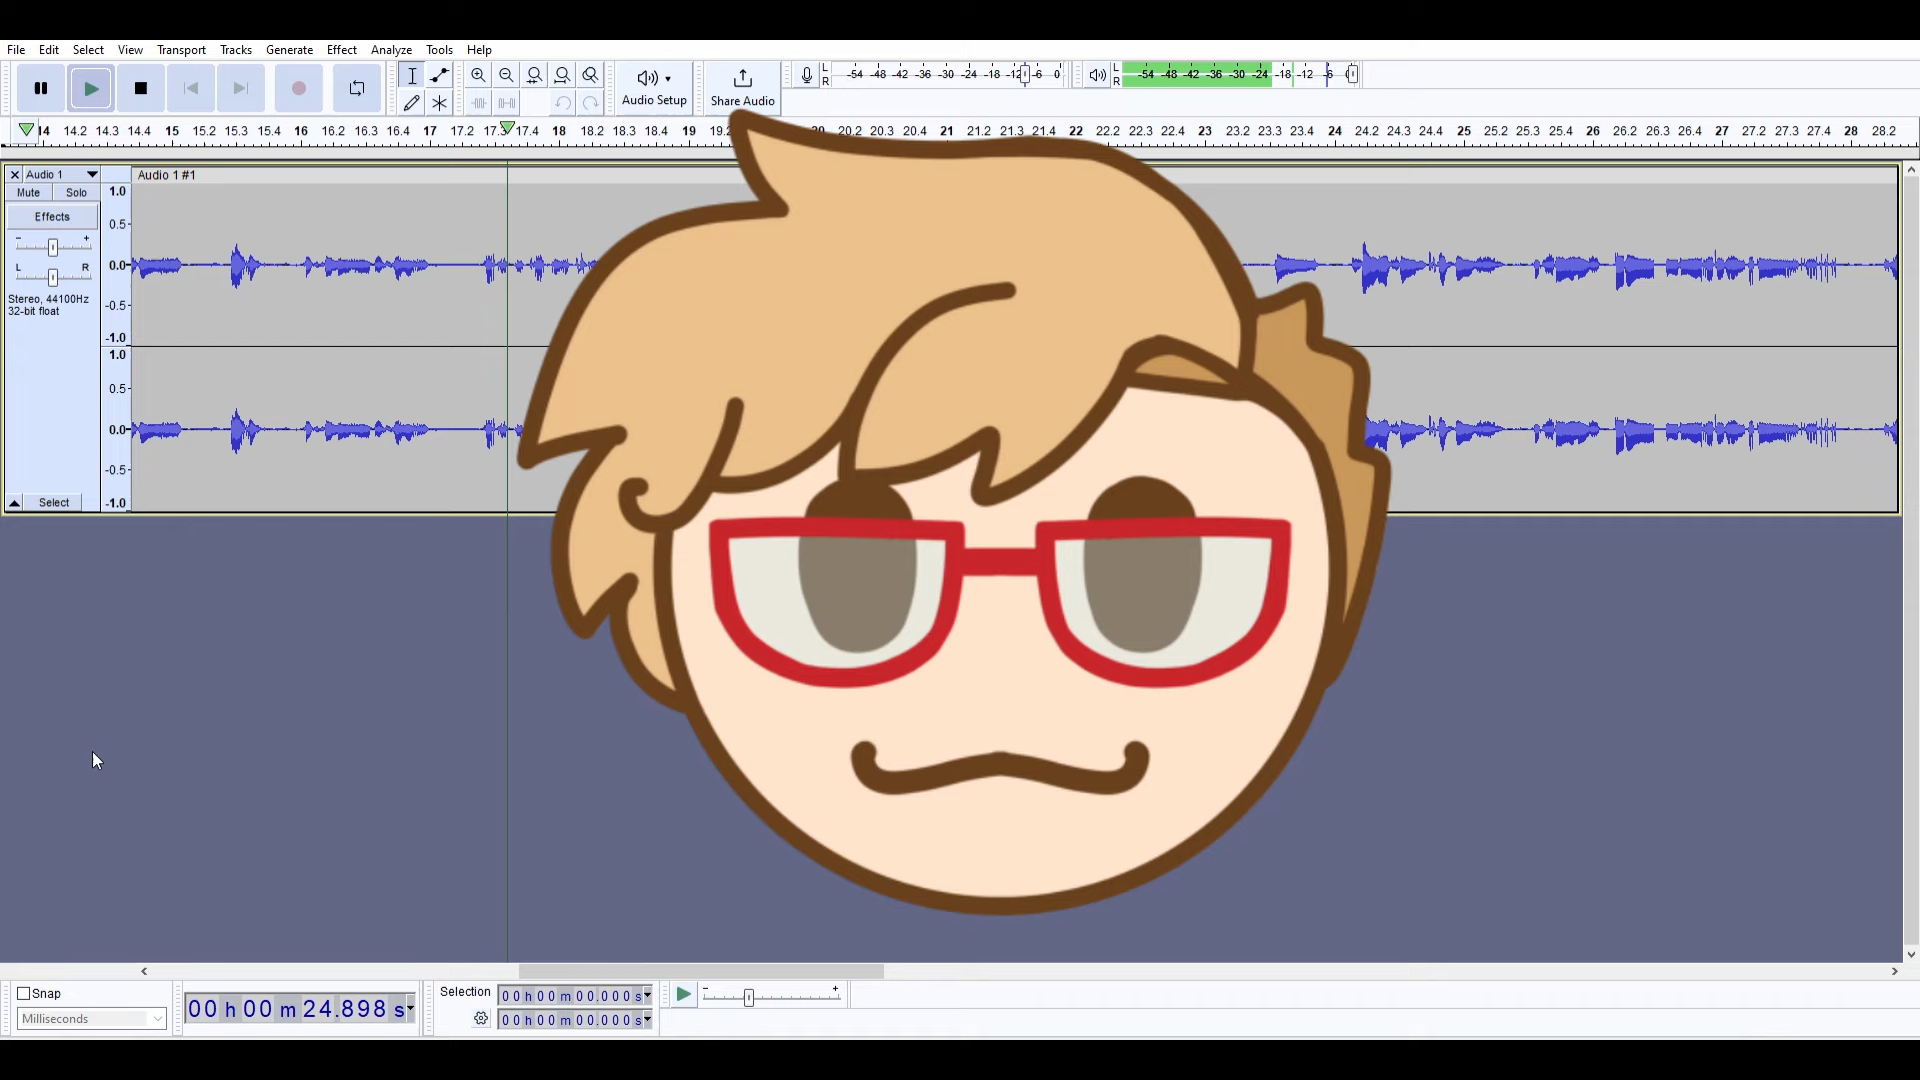 File Edit Select View Transport Tracks Generate Effect Analyze Tools Help
Audio Setup
Share Audio
L
R
-54 -48 -42 -36 -30 -24 -18 -12 -6 0
L
R
-54 -48 -42 -36 -30 -24 -18 -12 -6
14 14.2 14.3 14.4 15 15.2 15.3 15.4 16 16.2 16.3 16.4 17 17.2 17.3 17.4 18 18.2 18.3 18.4 19 20 20.2 20.3 20.4 21 21.2 21.3 21.4 22 22.2 22.3 22.4 23 23.2 23.3 23.4 24 24.2 24.3 24.4 25 25.2 25.3 25.4 26 26.2 26.3 26.4 27 27.2 27.3 27.4 28 28.2
Audio 1
Audio 1 #1
Mute Solo
Effects
- +
L R
Stereo, 44100Hz
32-bit float
1.0
0.5
0.0
-0.5
-1.0
1.0
0.5
0.0
-0.5
-1.0
Select
Snap
Milliseconds
00 h 00 m 24.898 s
Selection
00 h 00 m 00.000 s
00 h 00 m 00.000 s
- +